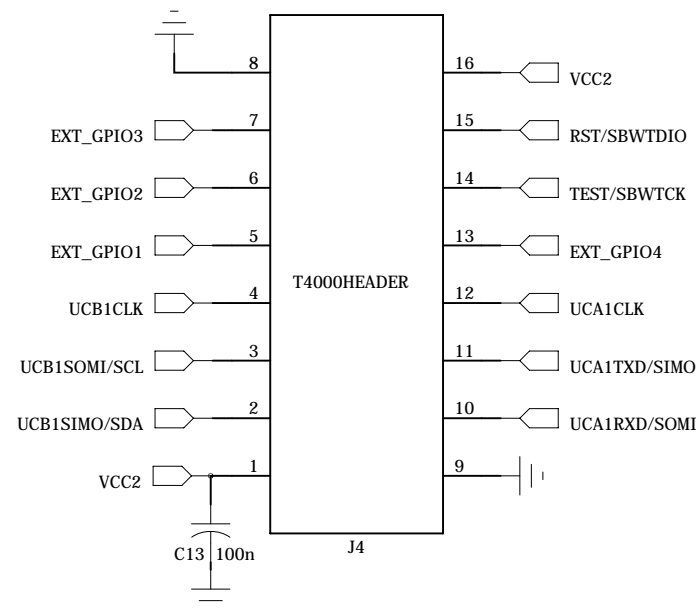 8 16 VCC2
EXT_GPIO3 7 15 RST/SBWTDIO
EXT_GPIO2 6 14 TEST/SBWTCK
EXT_GPIO1 5 13 EXT_GPIO4
T4000HEADER
UCB1CLK 4 12 UCA1CLK
UCB1SOMI/SCL 3 11 UCA1TXD/SIMO
UCB1SIMO/SDA 2 10 UCA1RXD/SOMI
VCC2 1 9
C13 100n
J4